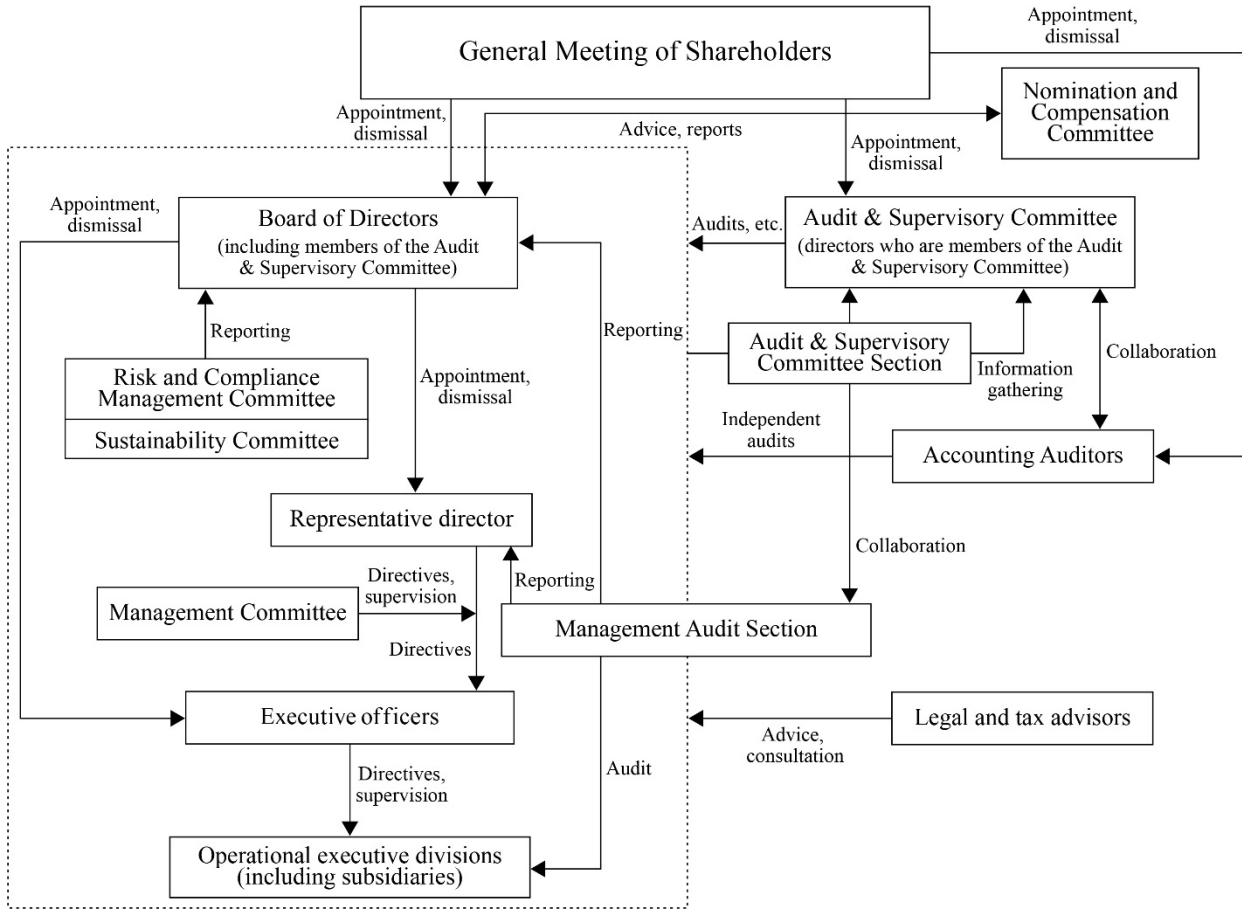 General Meeting of Shareholders
Appointment,
dismissal
Nomination and
Compensation
Committee
Appointment,
dismissal
Advice, reports
Appointment,
dismissal
Appointment,
dismissal
Board of Directors
(including members of the Audit
& Supervisory Committee)
Audits, etc.
Audit & Supervisory Committee
(directors who are members of the Audit
& Supervisory Committee)
Reporting
Reporting
Audit & Supervisory
Committee Section
Information
gathering
Collaboration
Risk and Compliance
Management Committee
Sustainability Committee
Appointment,
dismissal
Independent
audits
Accounting Auditors
Representative director
Collaboration
Directives,
supervision
Reporting
Management Committee
Management Audit Section
Directives
Executive officers
Legal and tax advisors
Advice,
consultation
Directives,
supervision
Audit
Operational executive divisions
(including subsidiaries)